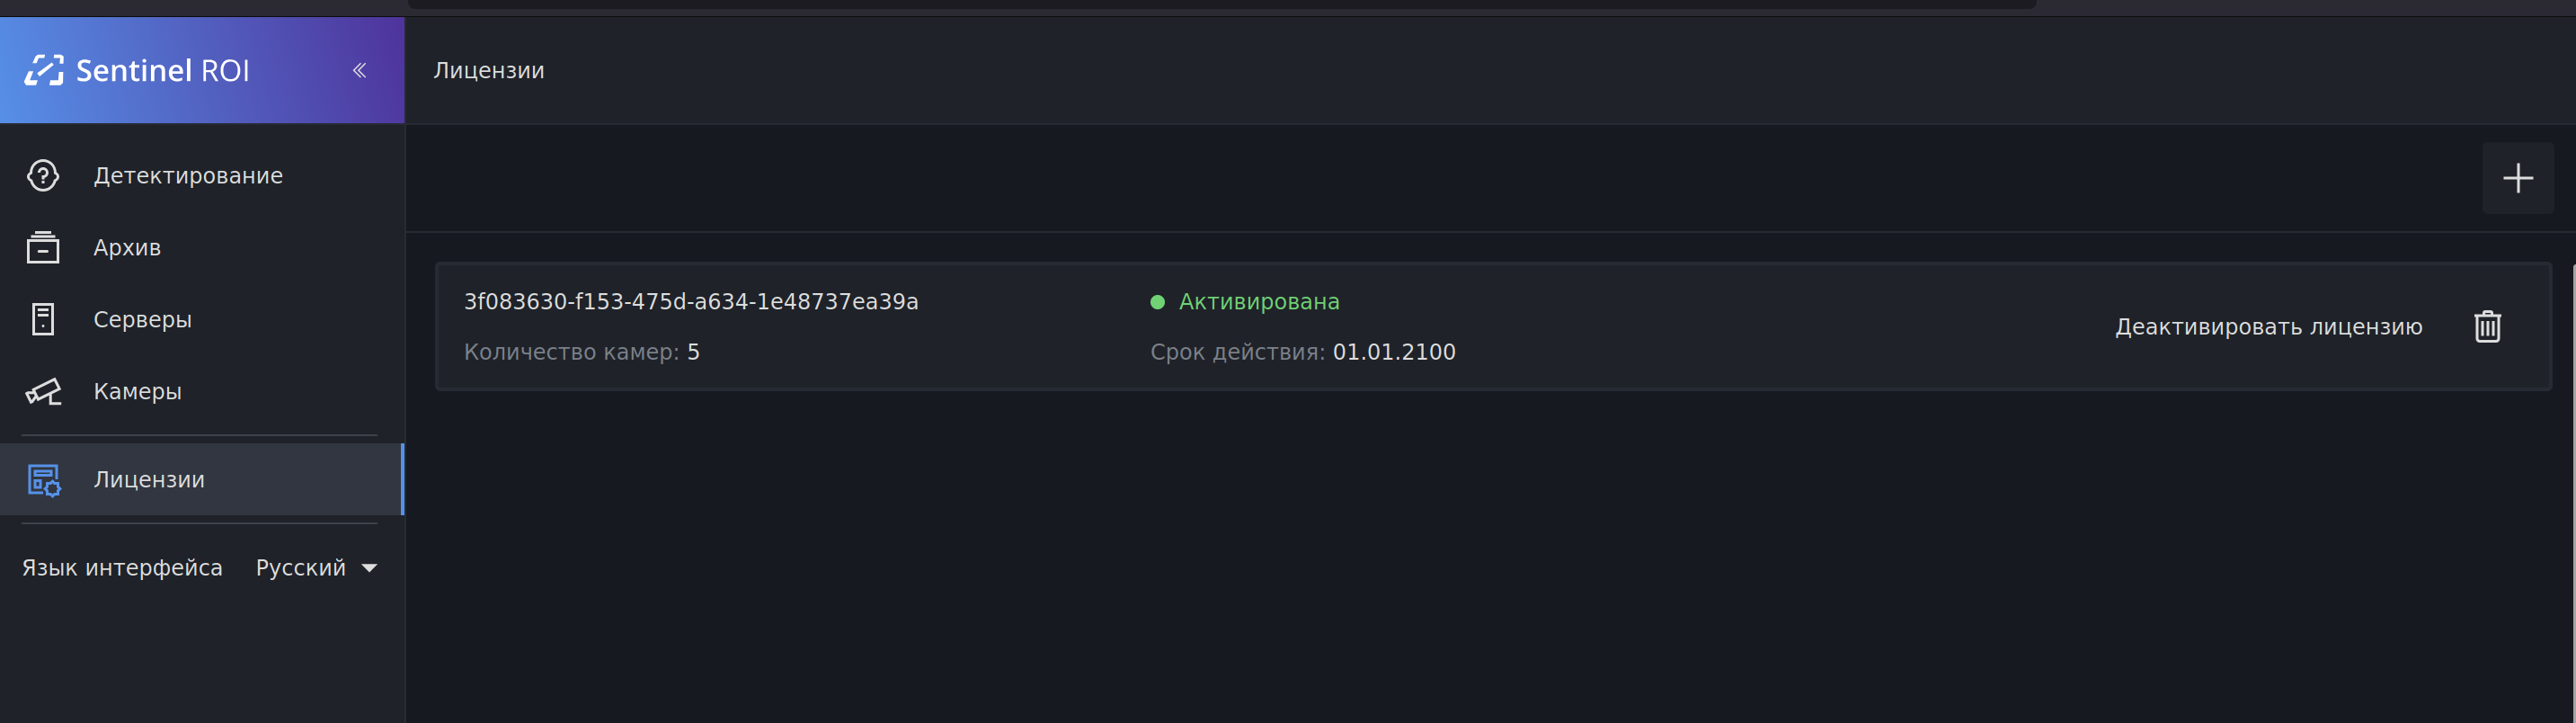 Sentinel ROI
Лицензии
Детектирование
Архив
Серверы
Камеры
Лицензии
Язык интерфейса Русский
3f083630-f153-475d-a634-1e48737ea39a
Активирована
Количество камер: 5
Срок действия: 01.01.2100
Деактивировать лицензию